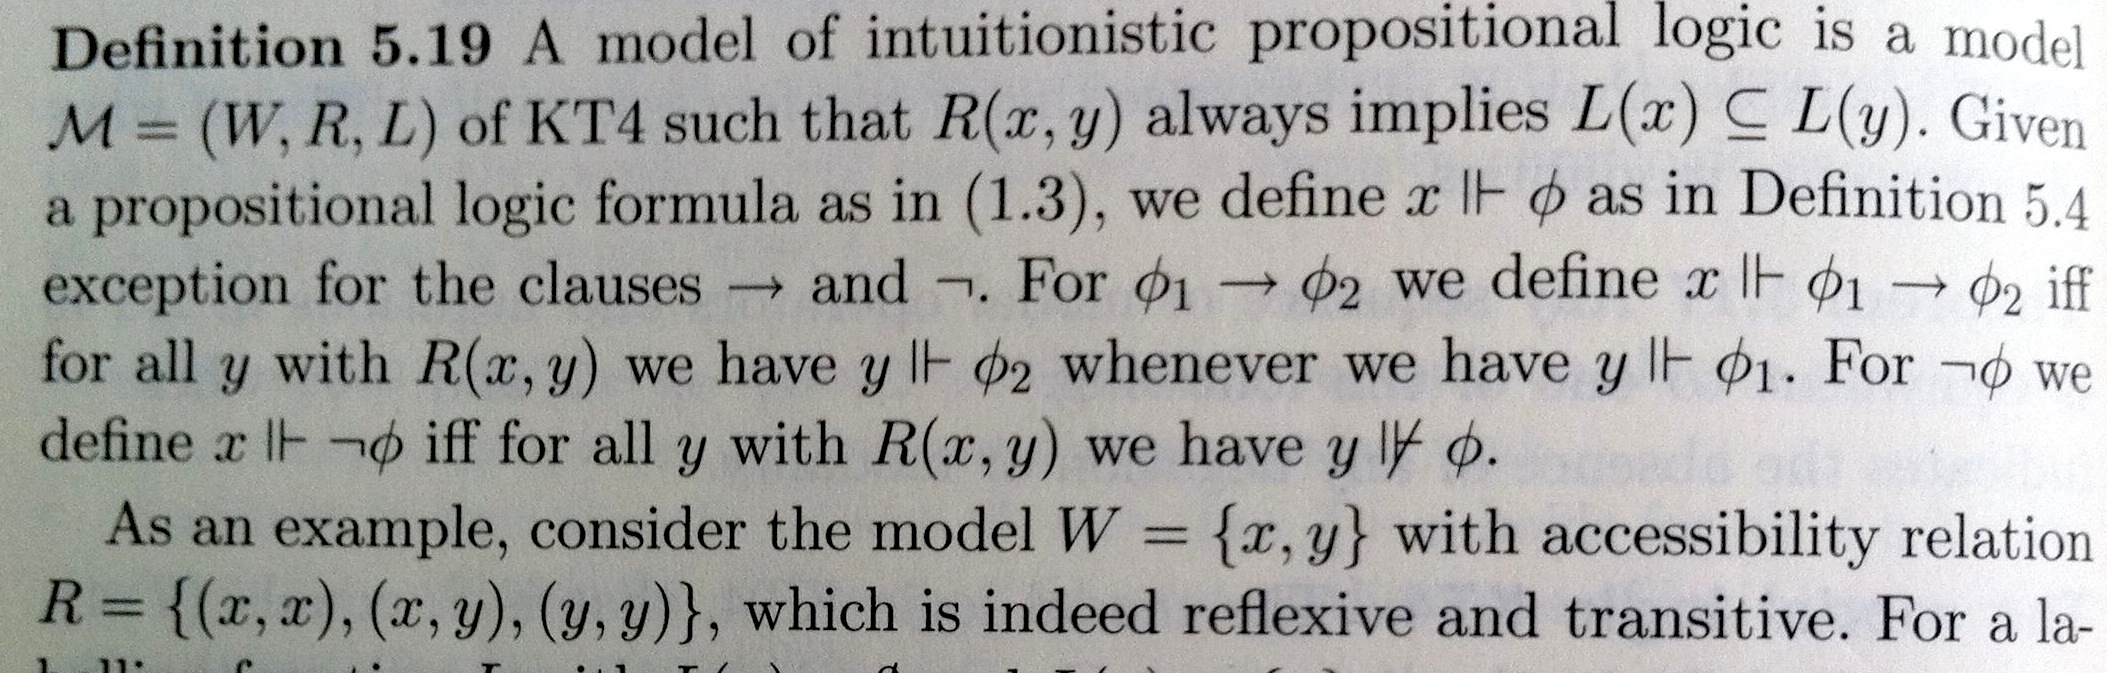 Definition 5.19 A model of intuitionistic propositional logic is a model
ℳ = (W, R, L) of KT4 such that R(x, y) always implies L(x) ⊆ L(y). Given
a propositional logic formula as in (1.3), we define x ⊩ ϕ as in Definition 5.4
exception for the clauses → and ¬. For ϕ₁ → ϕ₂ we define x ⊩ ϕ₁ → ϕ₂ iff
for all y with R(x, y) we have y ⊩ ϕ₂ whenever we have y ⊩ ϕ₁. For ¬ϕ we
define x ⊩ ¬ϕ iff for all y with R(x, y) we have y ⊮ ϕ.
As an example, consider the model W = {x, y} with accessibility relation
R = {(x, x), (x, y), (y, y)}, which is indeed reflexive and transitive. For a la-